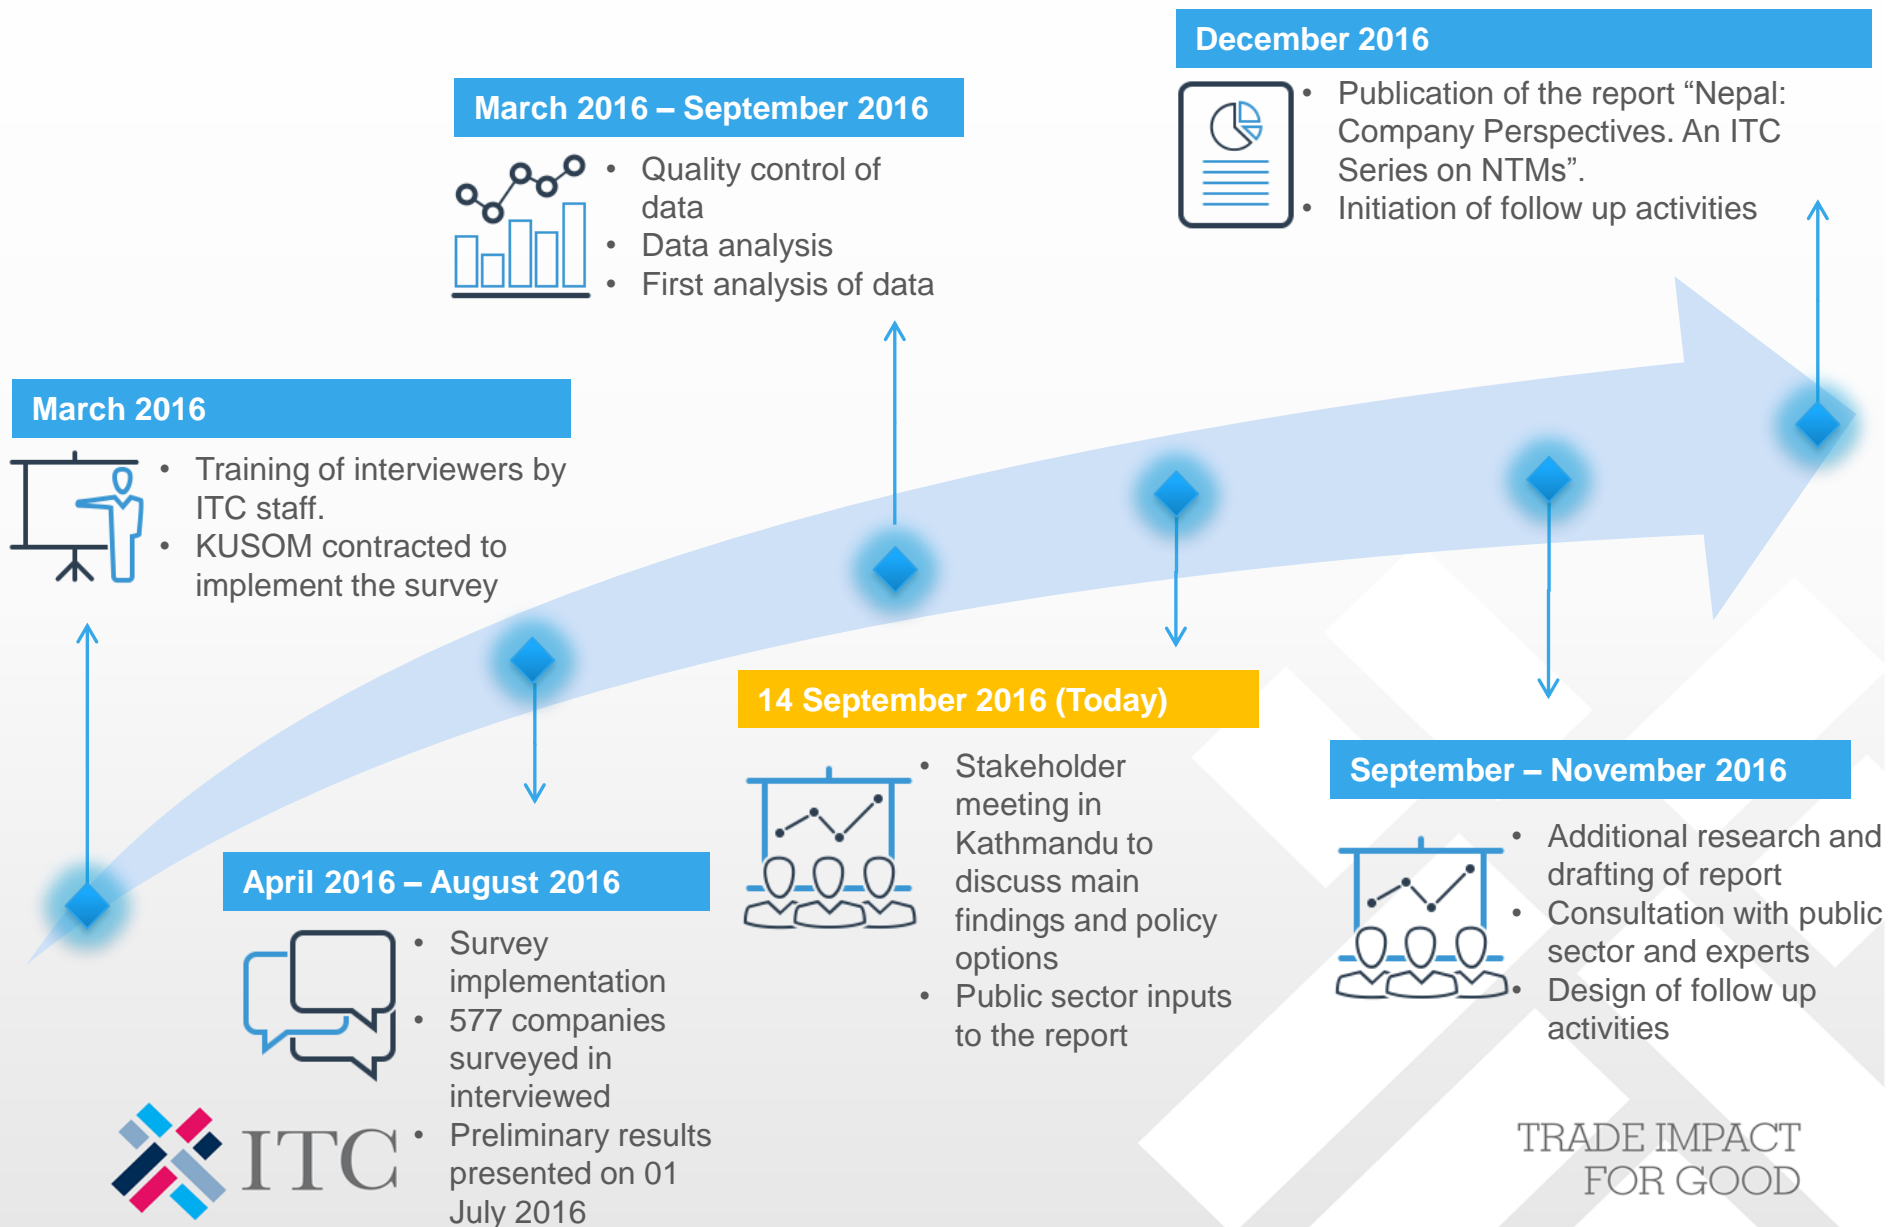 March 2016
• Training of interviewers by
ITC staff.
• KUSOM contracted to
implement the survey
April 2016 – August 2016
• Survey
implementation
• 577 companies
surveyed in
interviewed
• Preliminary results
presented on 01
July 2016
March 2016 – September 2016
• Quality control of
data
• Data analysis
• First analysis of data
14 September 2016 (Today)
• Stakeholder
meeting in
Kathmandu to
discuss main
findings and policy
options
• Public sector inputs
to the report
September – November 2016
• Additional research and
drafting of report
• Consultation with public
sector and experts
• Design of follow up
activities
December 2016
• Publication of the report “Nepal:
Company Perspectives. An ITC
Series on NTMs”.
• Initiation of follow up activities
ITC
TRADE IMPACT
FOR GOOD